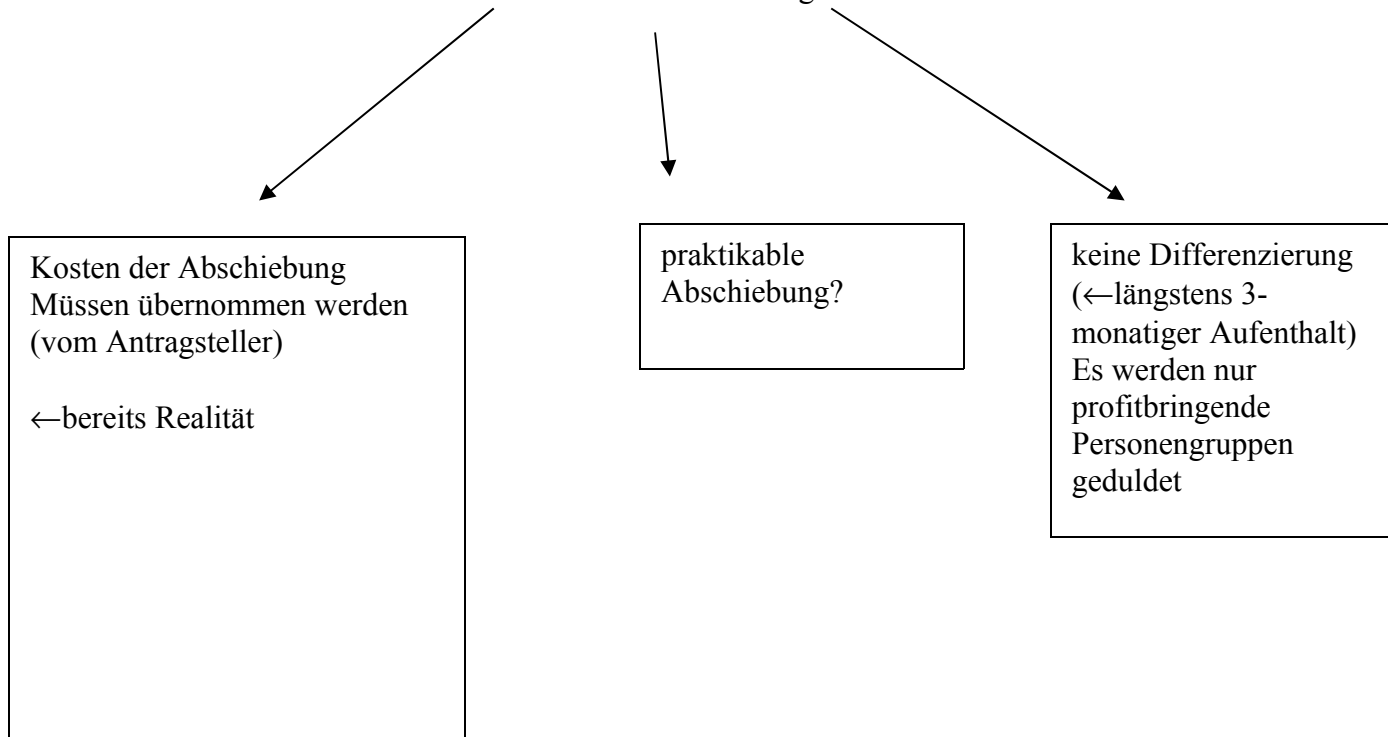 Kosten der Abschiebung
Müssen übernommen werden
(vom Antragsteller)
←bereits Realität
praktikable
Abschiebung?
keine Differenzierung
(←längstens 3-
monatiger Aufenthalt)
Es werden nur
profitbringende
Personengruppen
geduldet